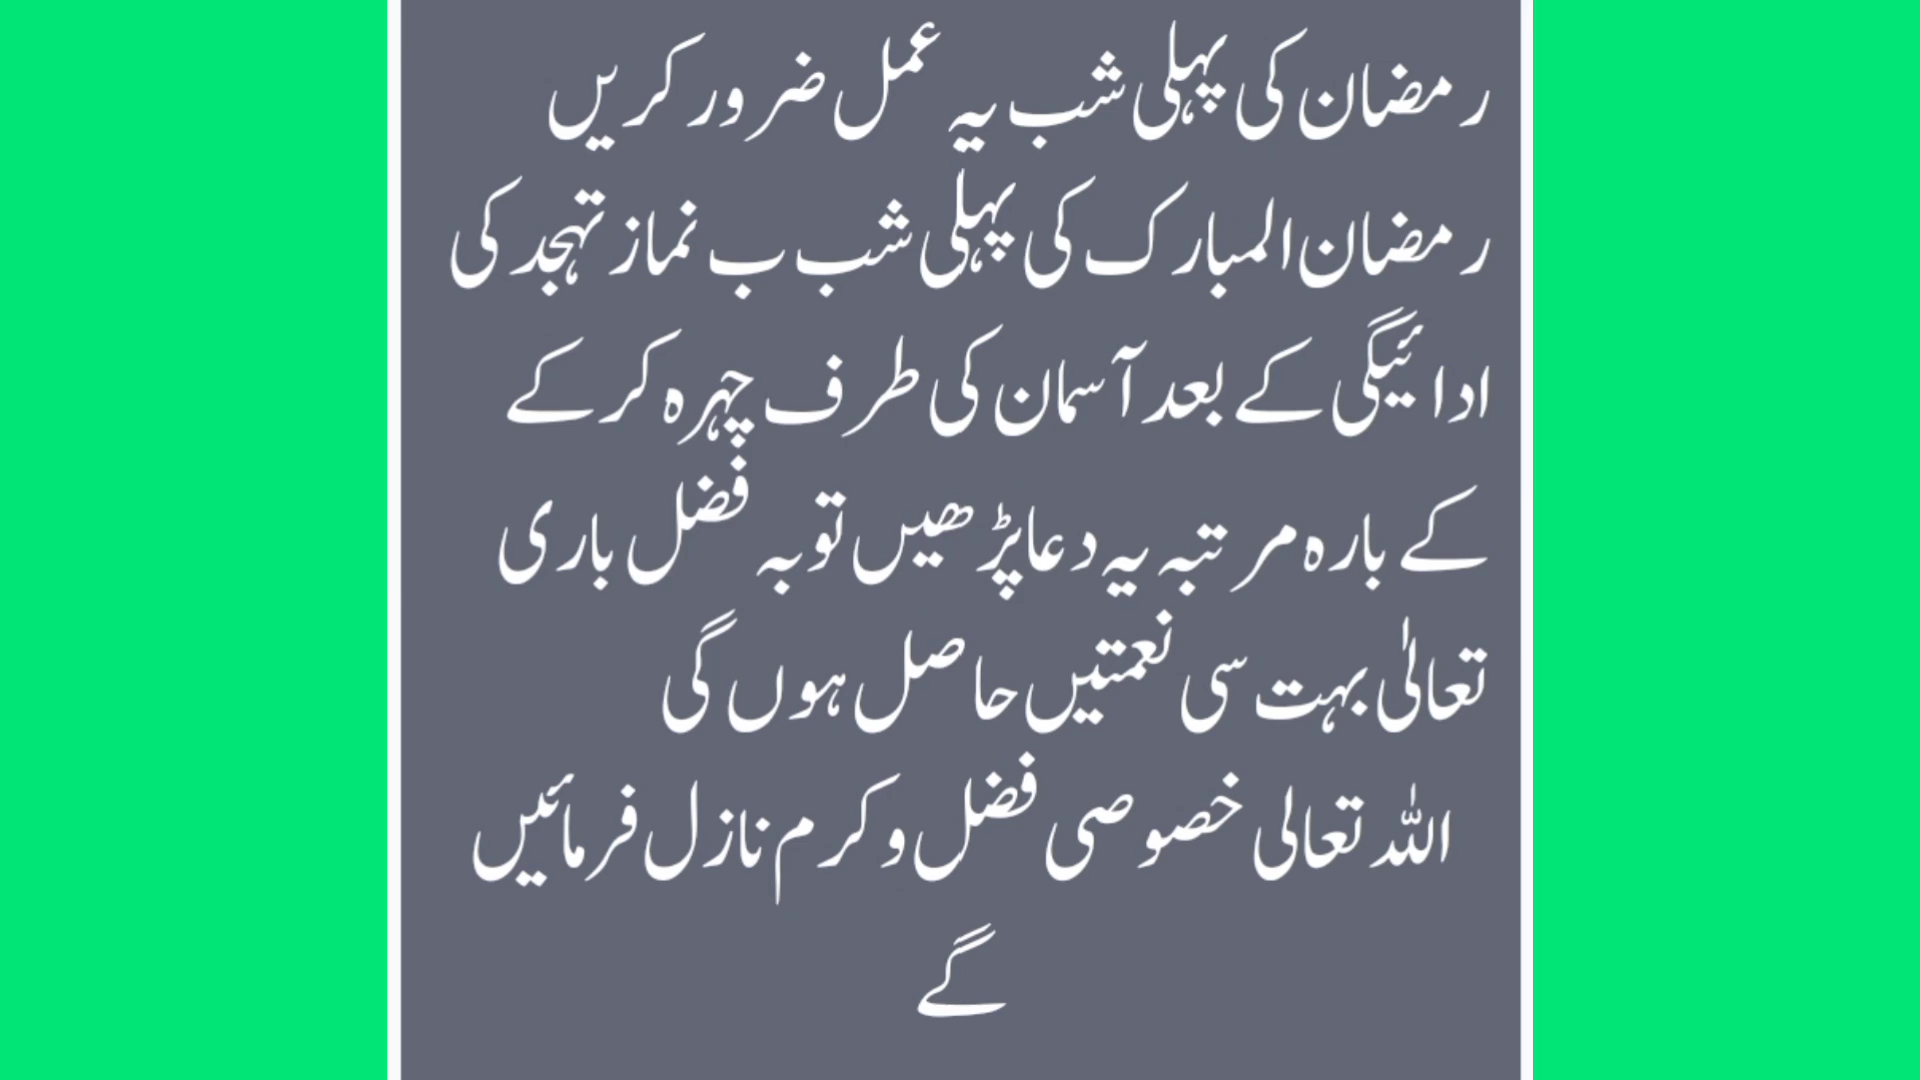 رمضان کی پہلی شب یہ عمل ضرور کریں
رمضان المبارک کی پہلی شب ب نماز تہجد کی
ادائیگی کے بعد آسمان کی طرف چہرہ کر کے
کے بارہ مرتبہ یہ دعا پڑھیں تو بہ فضل باری
تعالیٰ بہت سی نعمتیں حاصل ہوں گی
اللہ تعالی خصوصی فضل و کرم نازل فرمائیں
گے